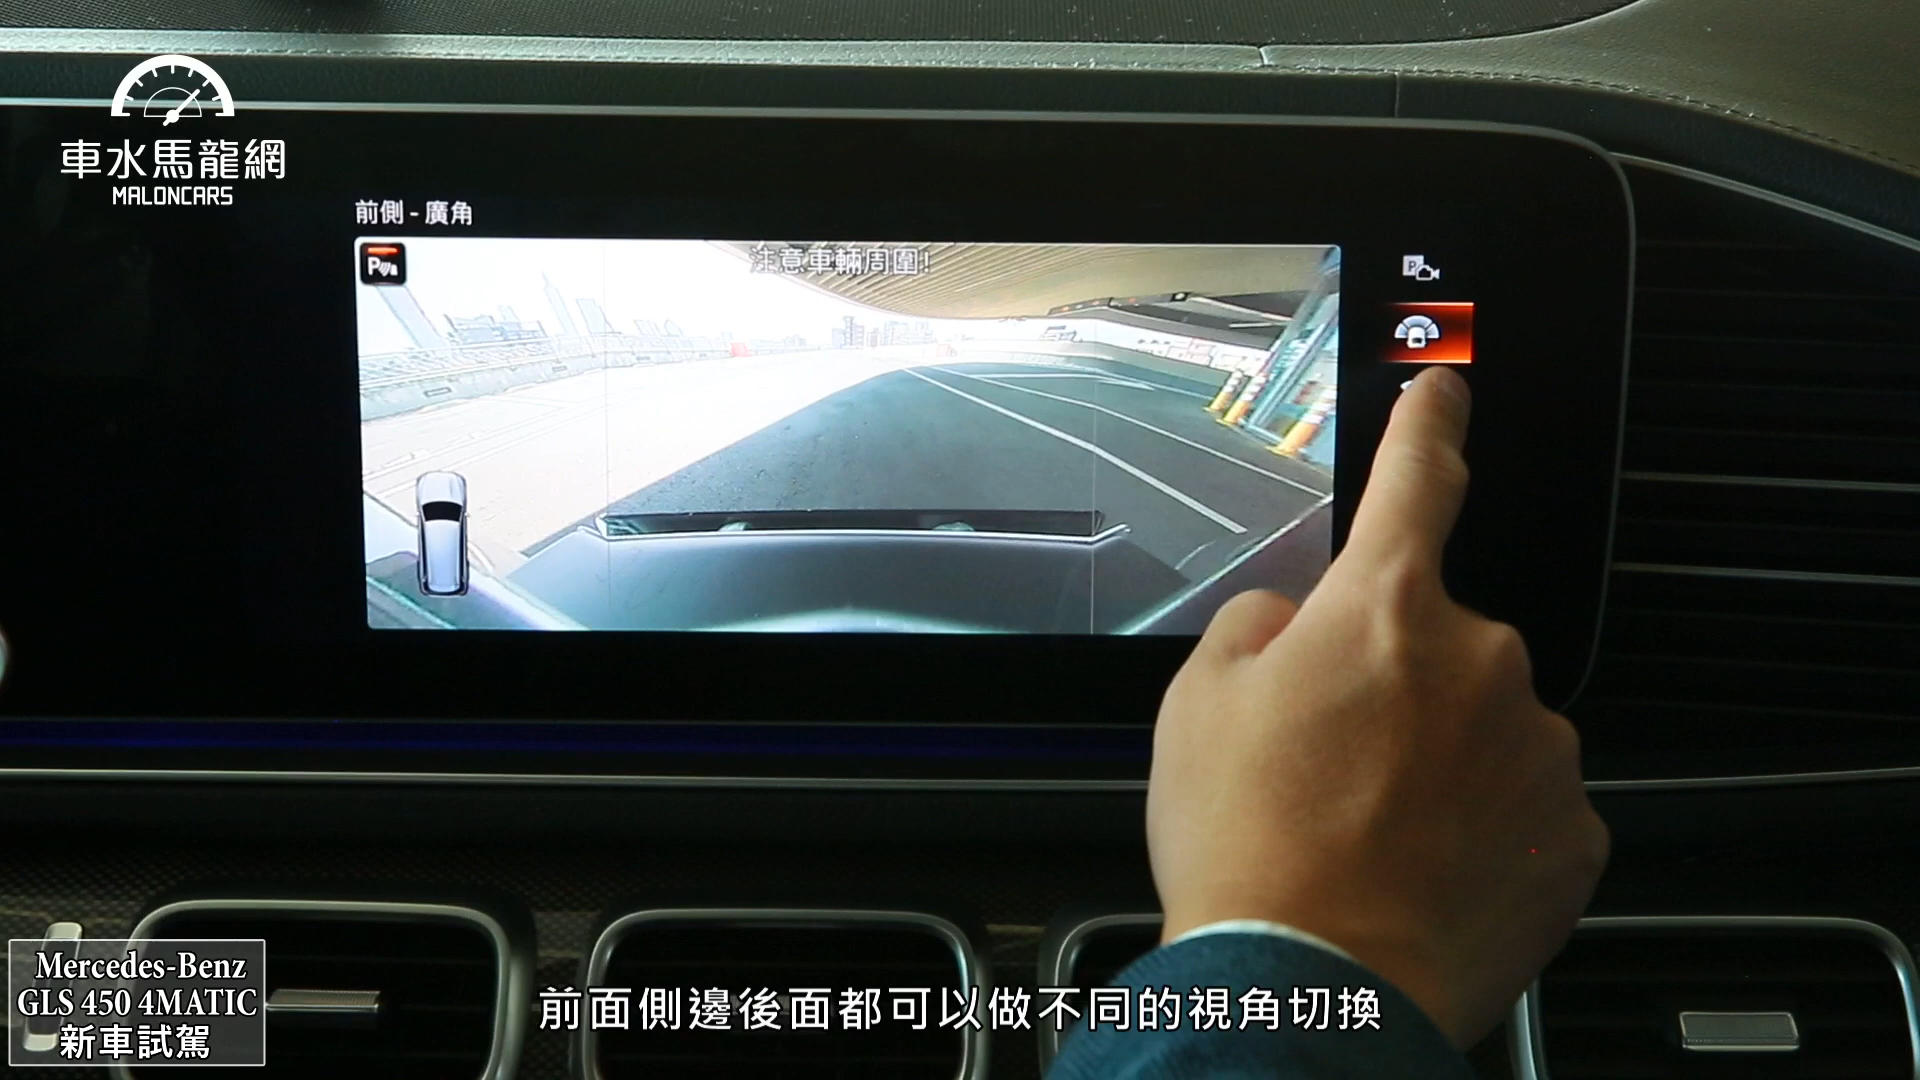 車水馬龍網
MALONCARS
前側 - 廣角
P
注意車輛周圍!
P
Mercedes-Benz
GLS 450 4MATIC
新車試駕
前面側邊後面都可以做不同的視角切換